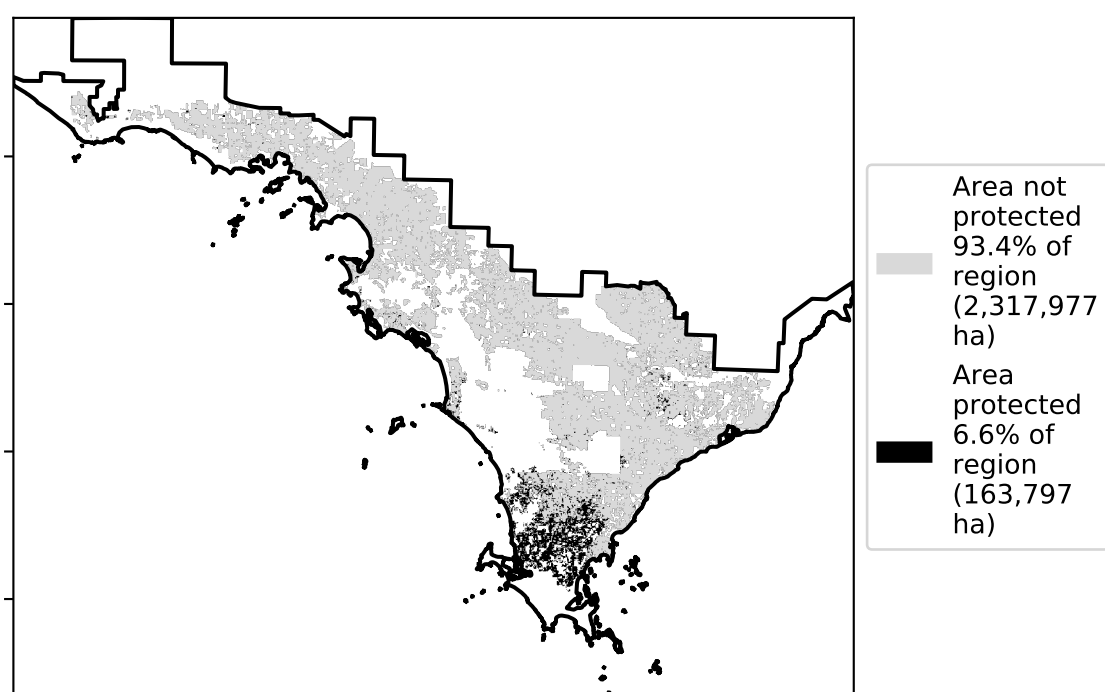 Area not
protected
93.4% of
region
(2,317,977
ha)
Area
protected
6.6% of
region
(163,797
ha)